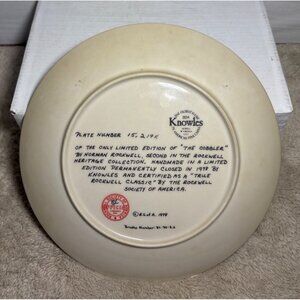 Knowles
PLATE NUMBER 15,219K
OF THE ONLY LIMITED EDITION OF "THE COBBLER"
BY NORMAN ROCKWELL, SECOND IN THE ROCKWELL
HERITAGE COLLECTION. HANDMADE IN A LIMITED
EDITION PERMANENTLY CLOSED IN 1978 BY
KNOWLES AND CERTIFIED AS A "TRUE
ROCKWELL CLASSIC" BY THE ROCKWELL
SOCIETY OF AMERICA.
©R.S. of A. 1978